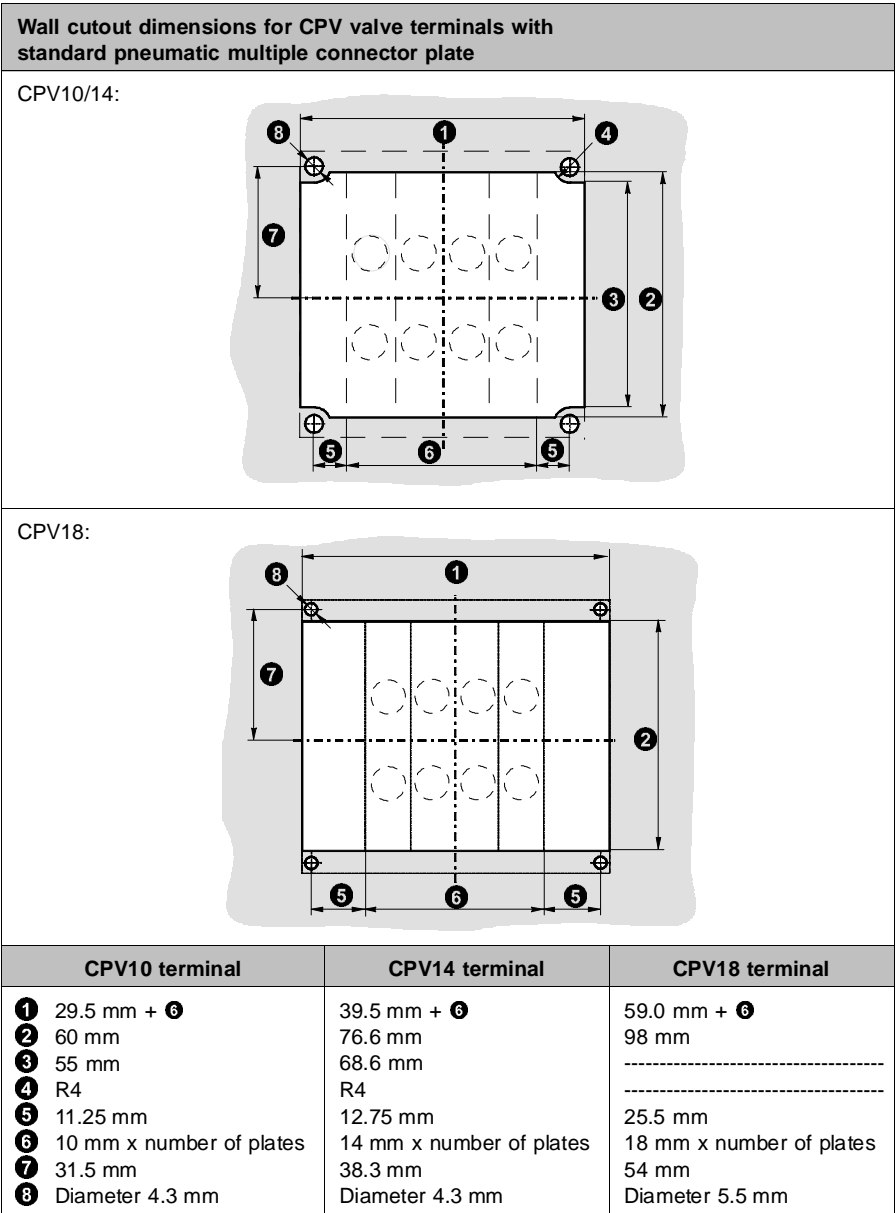 Wall cutout dimensions for CPV valve terminals with
standard pneumatic multiple connector plate
CPV10/14:
8
1
4
7
3
2
5
6
5
CPV18:
8
1
7
2
5
6
5
CPV10 terminal
CPV14 terminal
CPV18 terminal
1 29.5 mm + 6
39.5 mm + 6
59.0 mm + 6
2 60 mm
76.6 mm
98 mm
3 55 mm
68.6 mm
-------------------------------------
4 R4
R4
-------------------------------------
5 11.25 mm
12.75 mm
25.5 mm
6 10 mm x number of plates
14 mm x number of plates
18 mm x number of plates
7 31.5 mm
38.3 mm
54 mm
8 Diameter 4.3 mm
Diameter 4.3 mm
Diameter 5.5 mm